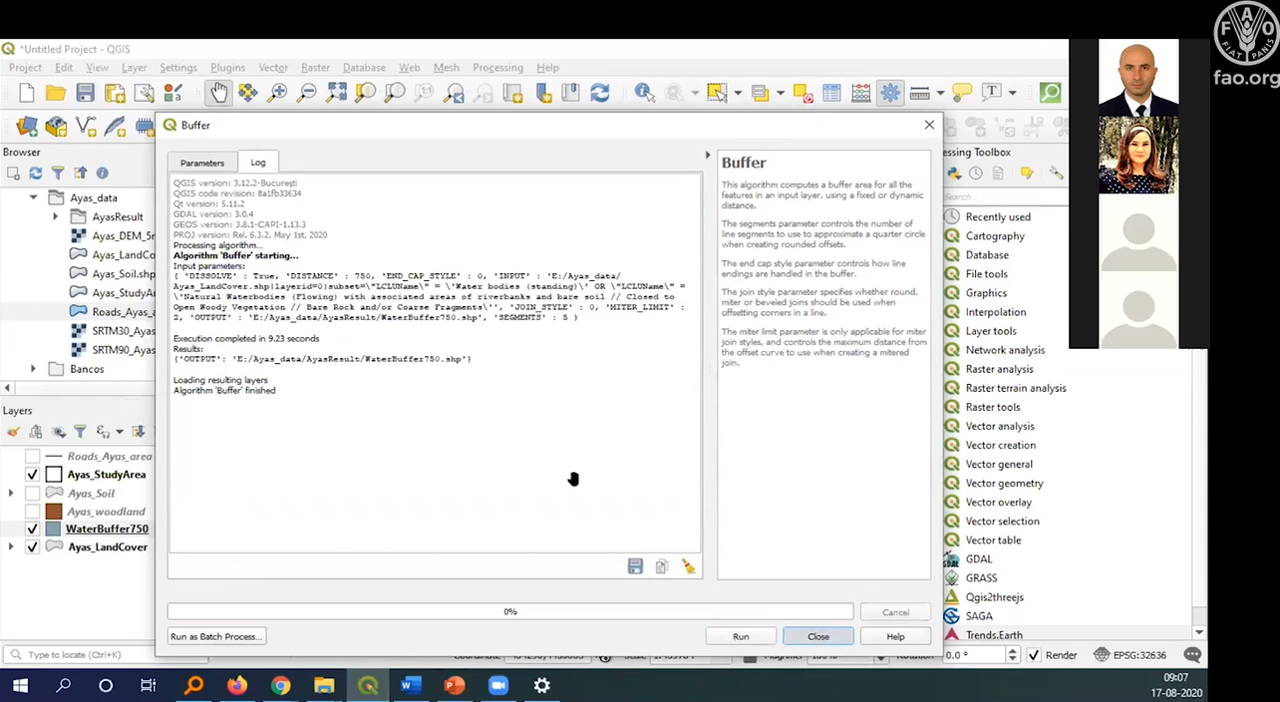 FAO
FIAT PANIS
fao.org
*Untitled Project - QGIS
Project Edit View Layer Settings Plugins Vector Raster Database Web Mesh Processing Help
Browser
Ayas_data
AyasResult
Ayas_DEM_5r
Ayas_LandCo
Ayas_Soil.shp
Ayas_StudyAr
Roads_Ayas_a
SRTM30_Ayas
SRTM90_Ayas
Bancos
Layers
Roads_Ayas_area
Ayas_StudyArea
Ayas_Soil
Ayas_woodland
WaterBuffer750
Ayas_LandCover
Buffer
Parameters Log
QGIS version: 3.12.2-București
QGIS code revision: 8a1fb33634
Qt version: 5.11.2
GDAL version: 3.0.4
GEOS version: 3.8.1-CAPI-1.13.3
PROJ version: Rel. 6.3.2, May 1st, 2020
Processing algorithm…
Algorithm 'Buffer' starting…
Input parameters:
{ 'DISSOLVE' : True, 'DISTANCE' : 750, 'END_CAP_STYLE' : 0, 'INPUT' : 'E:/Ayas_data/
Ayas_LandCover.shp|layerid=0|subset=\"LCLUName\" = \'Water bodies (standing)\' OR \"LCLUName\" =
\'Natural Waterbodies (Flowing) with associated areas of riverbanks and bare soil // Closed to
Open Woody Vegetation // Bare Rock and/or Coarse Fragments\'', 'JOIN_STYLE' : 0, 'MITER_LIMIT' :
2, 'OUTPUT' : 'E:/Ayas_data/AyasResult/WaterBuffer750.shp', 'SEGMENTS' : 5 }
Execution completed in 9.23 seconds
Results:
{'OUTPUT': 'E:/Ayas_data/AyasResult/WaterBuffer750.shp'}
Loading resulting layers
Algorithm 'Buffer' finished
Buffer
This algorithm computes a buffer area for all the
features in an input layer, using a fixed or dynamic
distance.
The segments parameter controls the number of
line segments to use to approximate a quarter circle
when creating rounded offsets.
The end cap style parameter controls how line
endings are handled in the buffer.
The join style parameter specifies whether round,
miter or beveled joins should be used when
offsetting corners in a line.
The miter limit parameter is only applicable for miter
join styles, and controls the maximum distance from
the offset curve to use when creating a mitered
join.
0%
Cancel
Run as Batch Process…
Run
Close
Help
essing Toolbox
Search…
Recently used
Cartography
Database
File tools
Graphics
Interpolation
Layer tools
Network analysis
Raster analysis
Raster terrain analysis
Raster tools
Vector analysis
Vector creation
Vector general
Vector geometry
Vector overlay
Vector selection
Vector table
GDAL
GRASS
Qgis2threejs
SAGA
Trends.Earth
Type to locate (Ctrl+K)
0.0 °
Render
EPSG:32636
09:07
17-08-2020